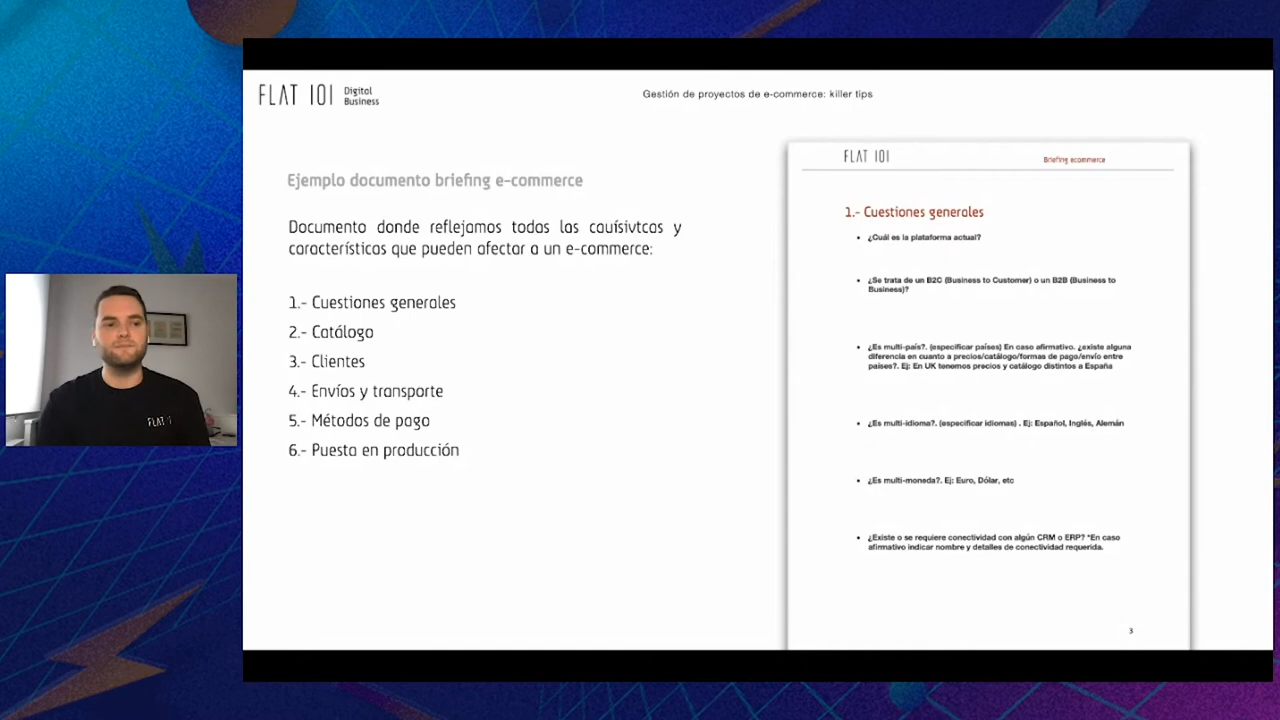 FLAT 101 Digital Business
Gestión de proyectos de e-commerce: killer tips
Ejemplo documento briefing e-commerce
Documento donde reflejamos todas las cauísivtcas y
características que pueden afectar a un e-commerce:
1.- Cuestiones generales
2.- Catálogo
3.- Clientes
4.- Envíos y transporte
5.- Métodos de pago
6.- Puesta en producción
FLAT 101
Briefing ecommerce
1.- Cuestiones generales
• ¿Cuál es la plataforma actual?
• ¿Se trata de un B2C (Business to Customer) o un B2B (Business to
Business)?
• ¿Es multi-país?. (especificar países) En caso afirmativo. ¿existe alguna
diferencia en cuanto a precios/catálogo/formas de pago/envío entre
países?. Ej: En UK tenemos precios y catálogo distintos a España
• ¿Es multi-idioma?. (especificar idiomas) . Ej: Español, Inglés, Alemán
• ¿Es multi-moneda?. Ej: Euro, Dólar, etc
• ¿Existe o se requiere conectividad con algún CRM o ERP? *En caso
afirmativo indicar nombre y detalles de conectividad requerida.
3
FLAT